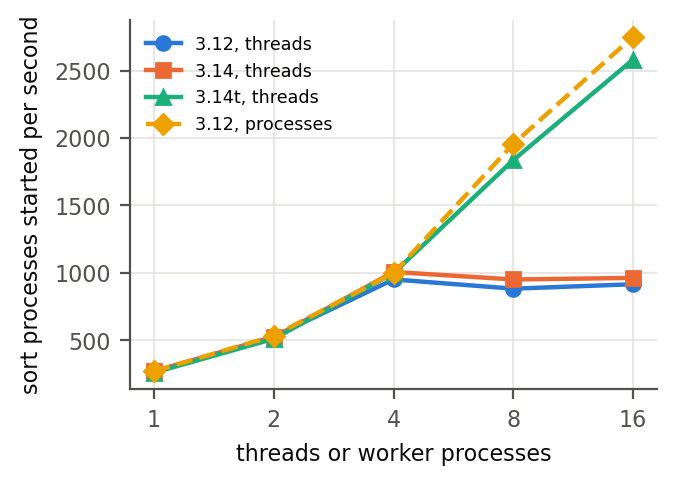 sort processes started per second
2500
2000
1500
1000
500
3.12, threads
3.14, threads
3.14t, threads
3.12, processes
1
2
4
8
16
threads or worker processes